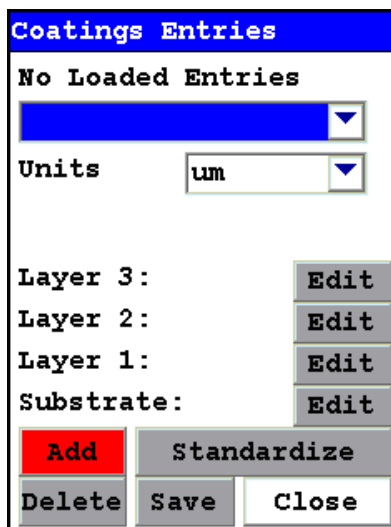 Coatings Entries
No Loaded Entries
Units um
Layer 3: Edit
Layer 2: Edit
Layer 1: Edit
Substrate: Edit
Add Standardize
Delete Save Close